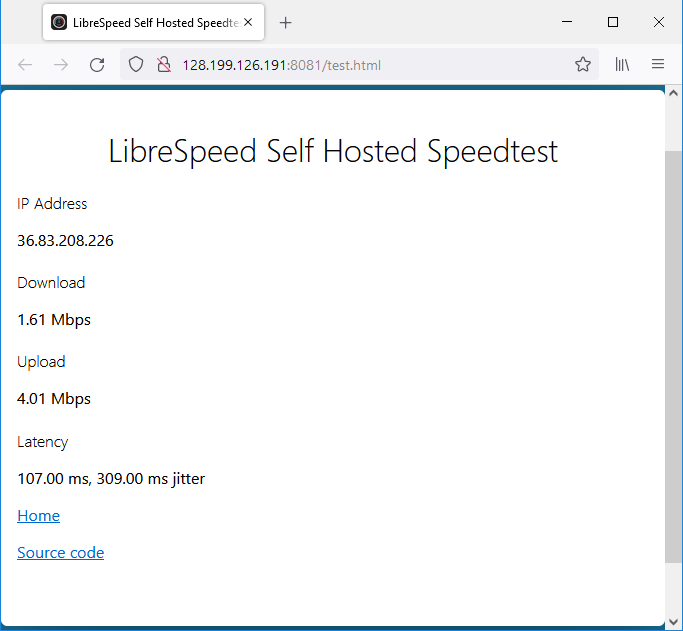 LibreSpeed Self Hosted Speedte
128.199.126.191:8081/test.html
LibreSpeed Self Hosted Speedtest
IP Address
36.83.208.226
Download
1.61 Mbps
Upload
4.01 Mbps
Latency
107.00 ms, 309.00 ms jitter
Home
Source code